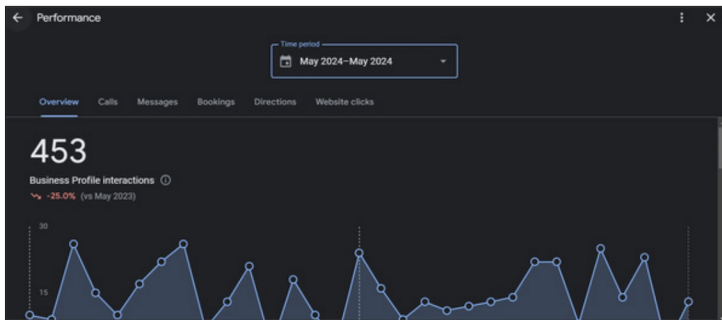 Performance
Time period
May 2024–May 2024
Overview Calls Messages Bookings Directions Website clicks
453
Business Profile interactions
-25.0% (vs May 2023)
30
15